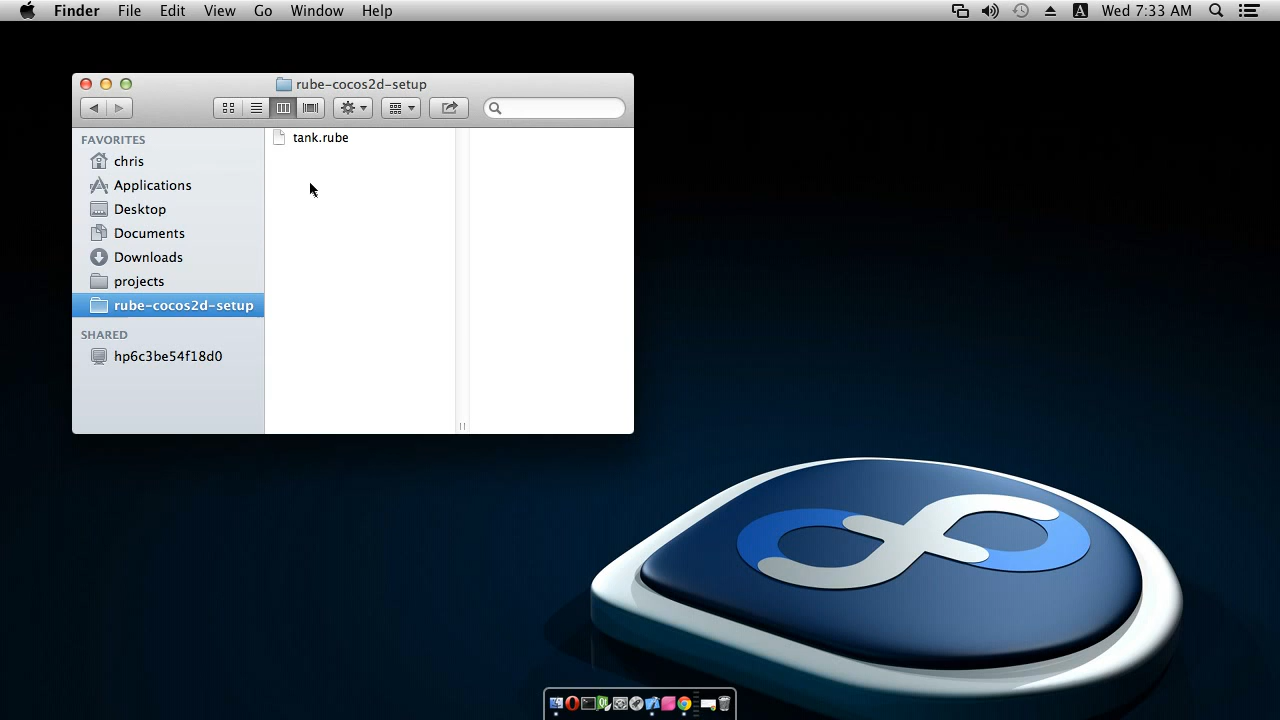 Finder File Edit View Go Window Help A Wed 7:33 AM
rube-cocos2d-setup
FAVORITES
tank.rube
chris
Applications
Desktop
Documents
Downloads
projects
rube-cocos2d-setup
SHARED
hp6c3be54f18d0